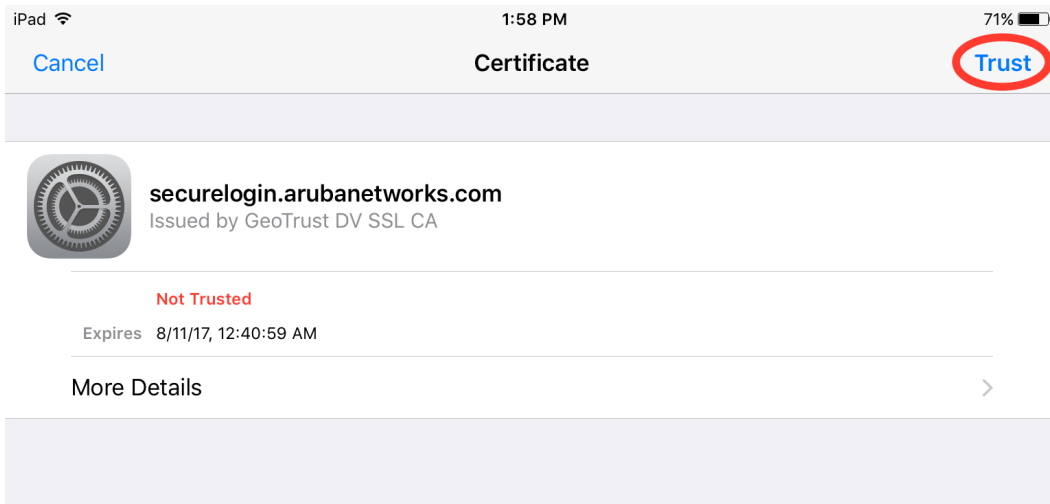 iPad 1:58 PM 71%
Cancel Certificate Trust
securelogin.arubanetworks.com
Issued by GeoTrust DV SSL CA
Not Trusted
Expires 8/11/17, 12:40:59 AM
More Details